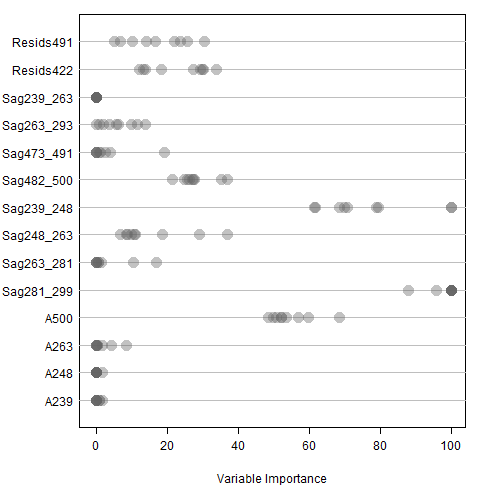 Resids491
Resids422
Sag239_263
Sag263_293
Sag473_491
Sag482_500
Sag239_248
Sag248_263
Sag263_281
Sag281_299
A500
A263
A248
A239
0 20 40 60 80 100
Variable Importance